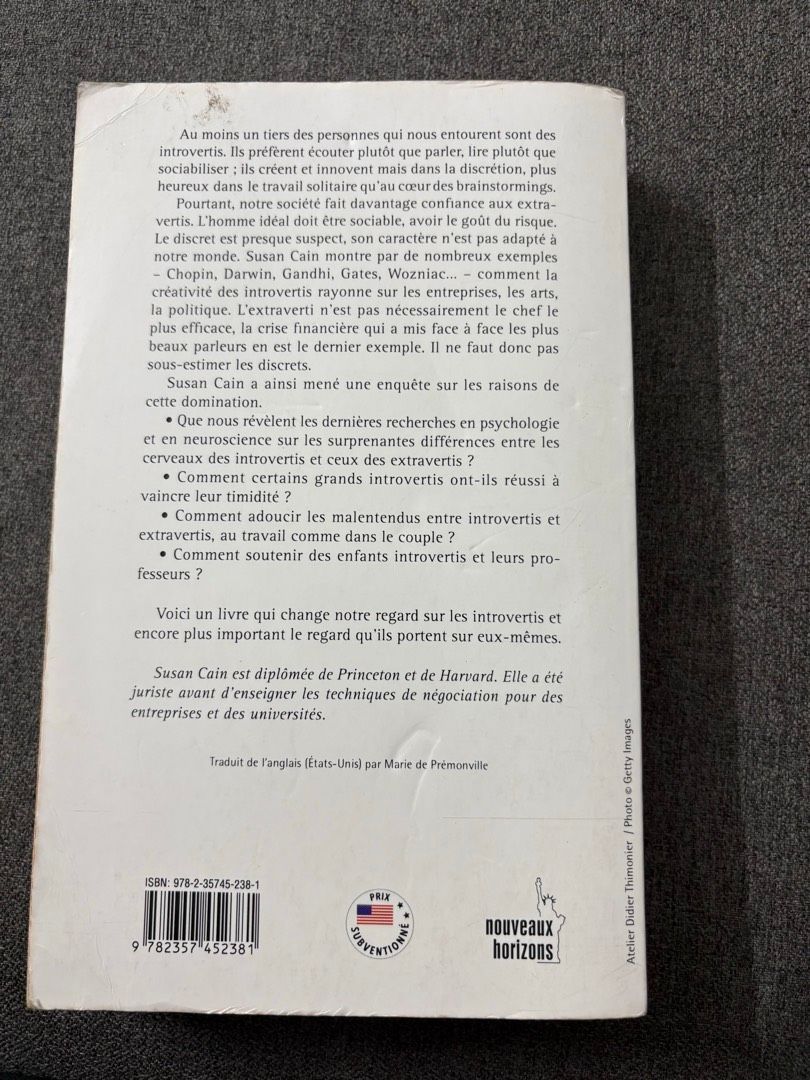 Au moins un tiers des personnes qui nous entourent sont des
introvertis. Ils préfèrent écouter plutôt que parler, lire plutôt que
sociabiliser ; ils créent et innovent mais dans la discrétion, plus
heureux dans le travail solitaire qu'au cœur des brainstormings.
Pourtant, notre société fait davantage confiance aux extra-
vertis. L'homme idéal doit être sociable, avoir le goût du risque.
Le discret est presque suspect, son caractère n'est pas adapté à
notre monde. Susan Cain montre par de nombreux exemples
– Chopin, Darwin, Gandhi, Gates, Wozniac... – comment la
créativité des introvertis rayonne sur les entreprises, les arts,
la politique. L'extraverti n'est pas nécessairement le chef le
plus efficace, la crise financière qui a mis face à face les plus
beaux parleurs en est le dernier exemple. Il ne faut donc pas
sous-estimer les discrets.
Susan Cain a ainsi mené une enquête sur les raisons de
cette domination.
• Que nous révèlent les dernières recherches en psychologie
et en neuroscience sur les surprenantes différences entre les
cerveaux des introvertis et ceux des extravertis ?
• Comment certains grands introvertis ont-ils réussi à
vaincre leur timidité ?
• Comment adoucir les malentendus entre introvertis et
extravertis, au travail comme dans le couple ?
• Comment soutenir des enfants introvertis et leurs pro-
fesseurs ?
Voici un livre qui change notre regard sur les introvertis et
encore plus important le regard qu'ils portent sur eux-mêmes.
Susan Cain est diplômée de Princeton et de Harvard. Elle a été
juriste avant d'enseigner les techniques de négociation pour des
entreprises et des universités.
Traduit de l'anglais (États-Unis) par Marie de Prémonville
ISBN: 978-2-35745-238-1
9 782357 452381
PRIX
SUBVENTIONNÉ
nouveaux
horizons
Atelier Didier Thimonier / Photo © Getty Images